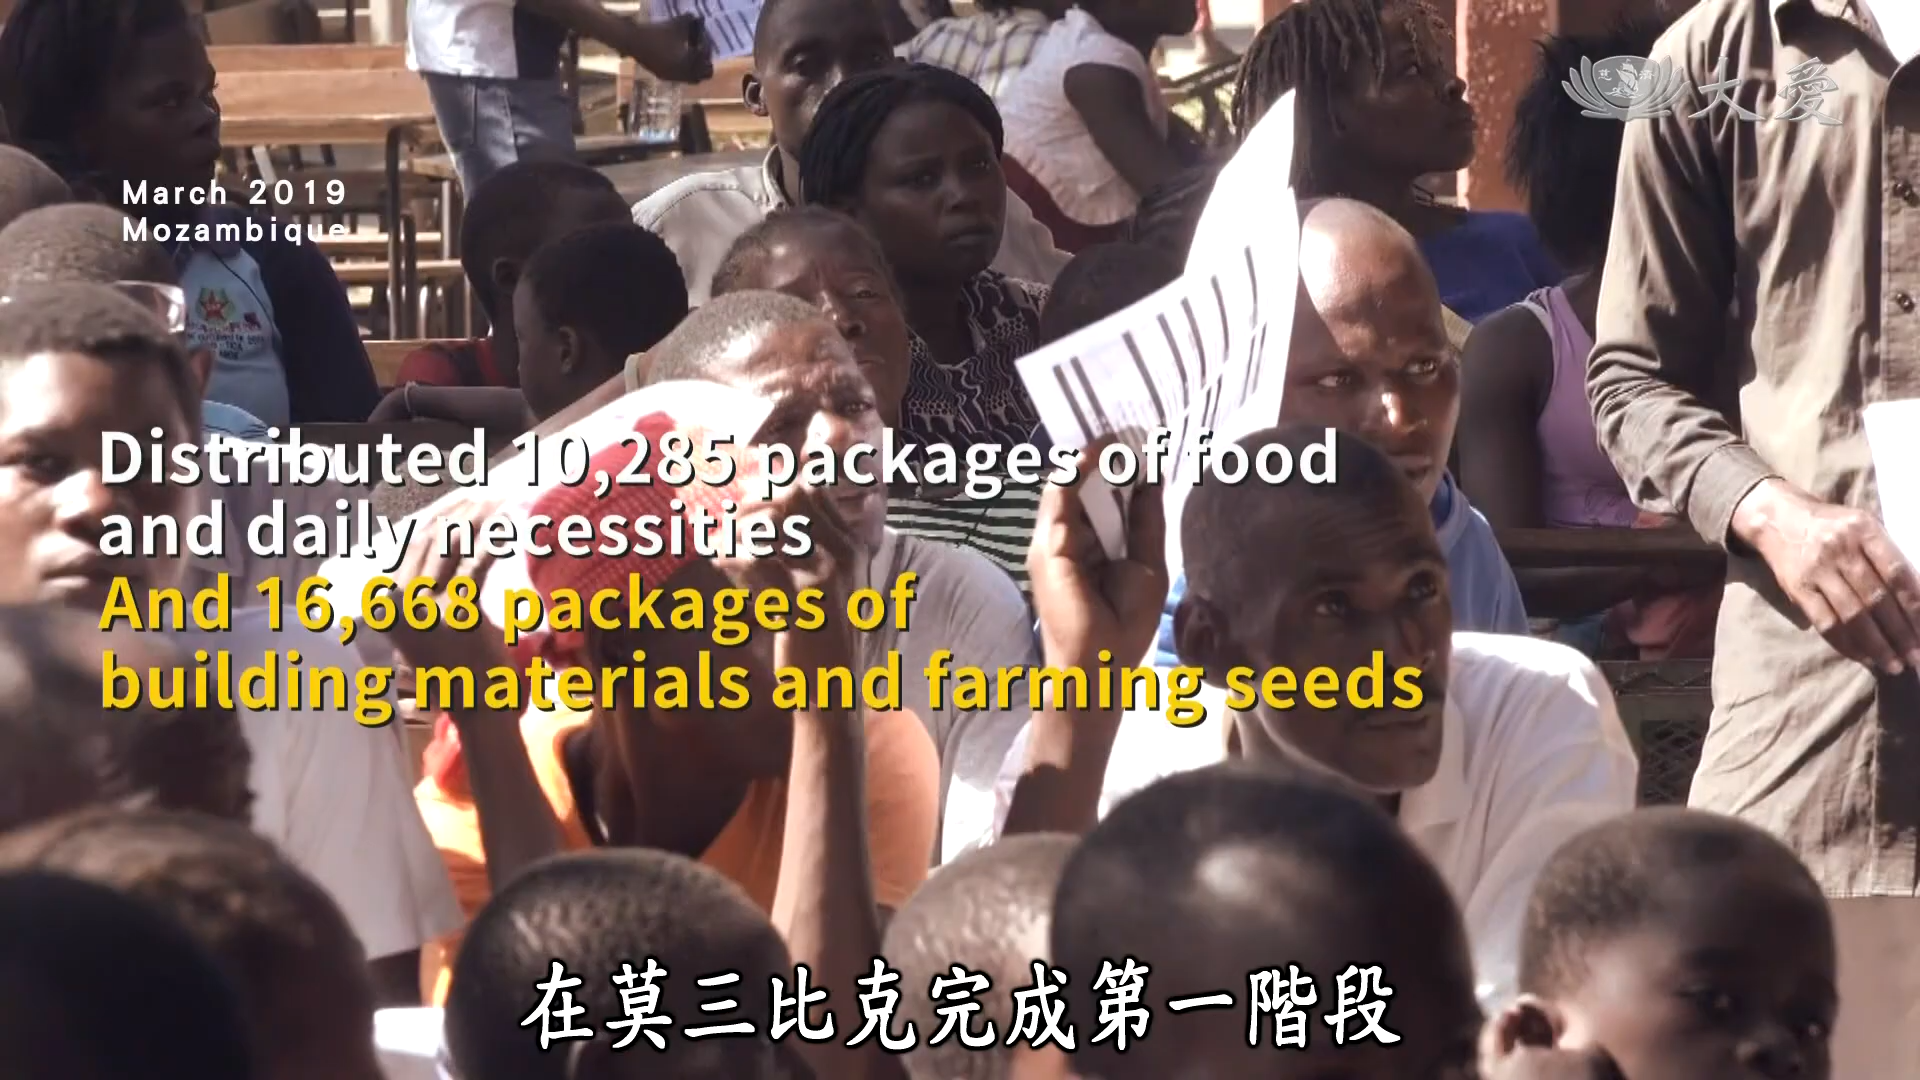 大愛
March 2019
Mozambique
Distributed 10,285 packages of food
and daily necessities
And 16,668 packages of
building materials and farming seeds
在莫三比克完成第一階段